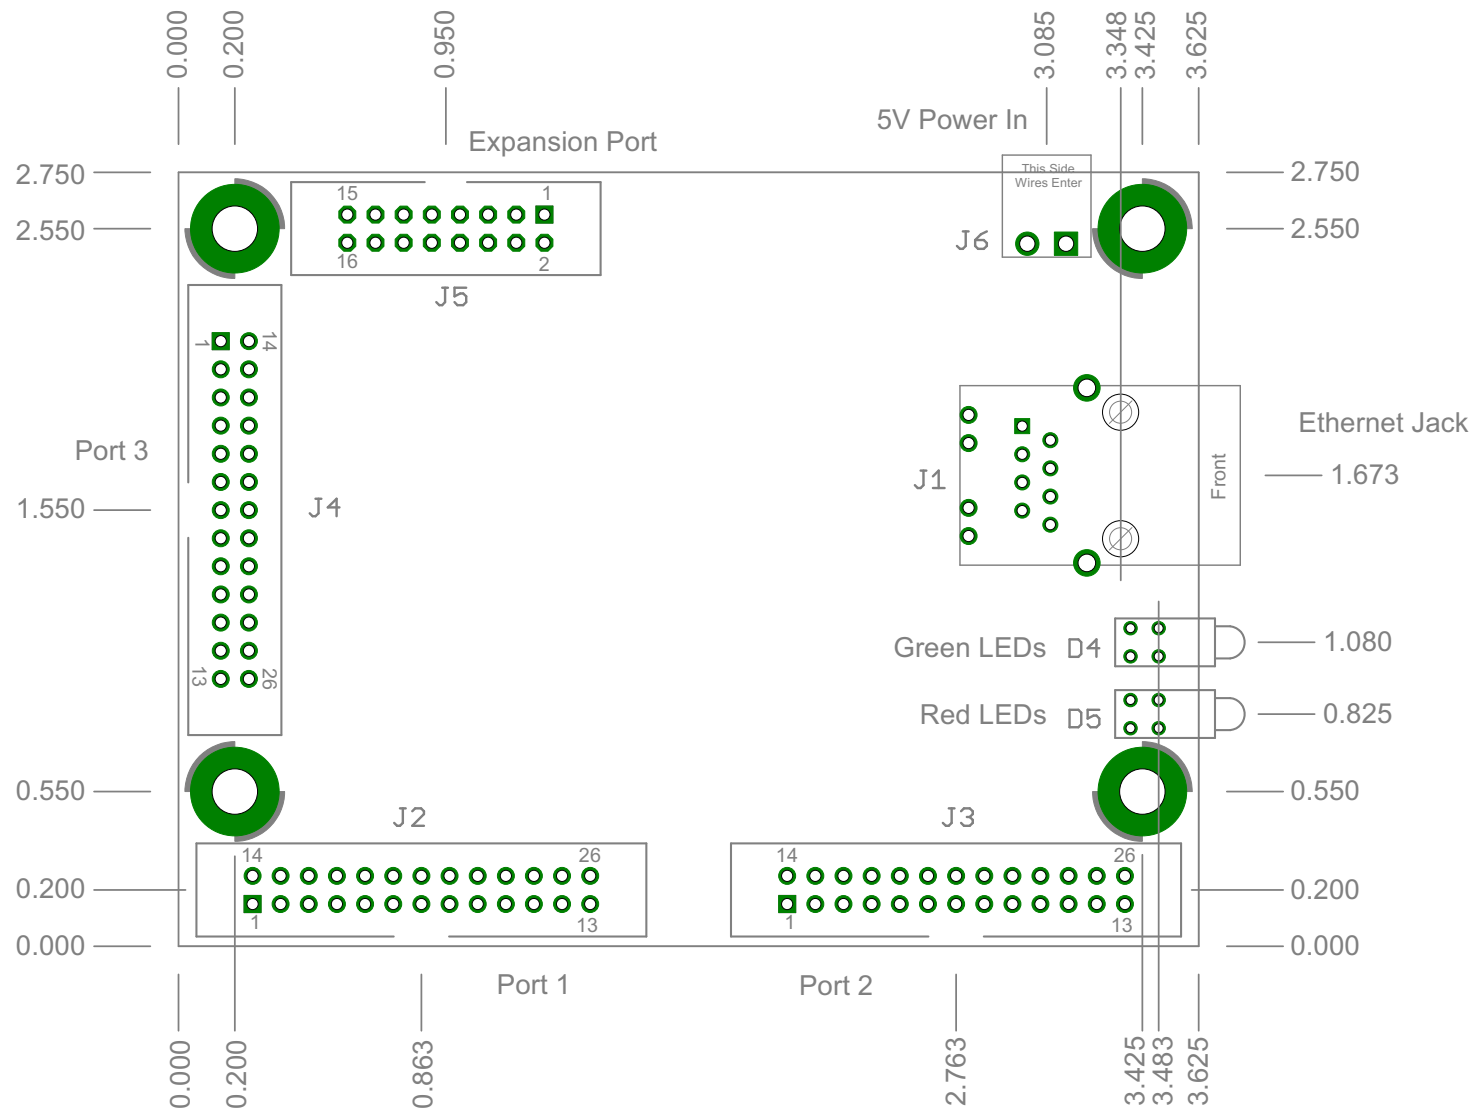 0.000
0.200
0.950
3.085
3.348
3.425
3.625
5V Power In
Expansion Port
This Side
Wires Enter
2.750
2.750
15
1
2.550
2.550
J6
16
2
J5
1
14
Ethernet Jack
Port 3
J1
Front
1.673
1.550
J4
Green LEDs
D4
1.080
13
26
Red LEDs
D5
0.825
0.550
0.550
J2
J3
14
26
14
26
0.200
0.200
1
13
1
13
0.000
0.000
Port 1
Port 2
0.000
0.200
0.863
2.763
3.425
3.483
3.625